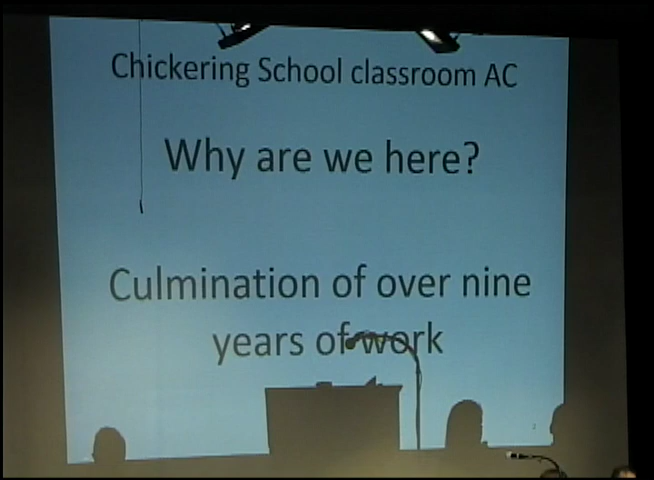 Chickering School classroom AC
Why are we here?
Culmination of over nine
years of work